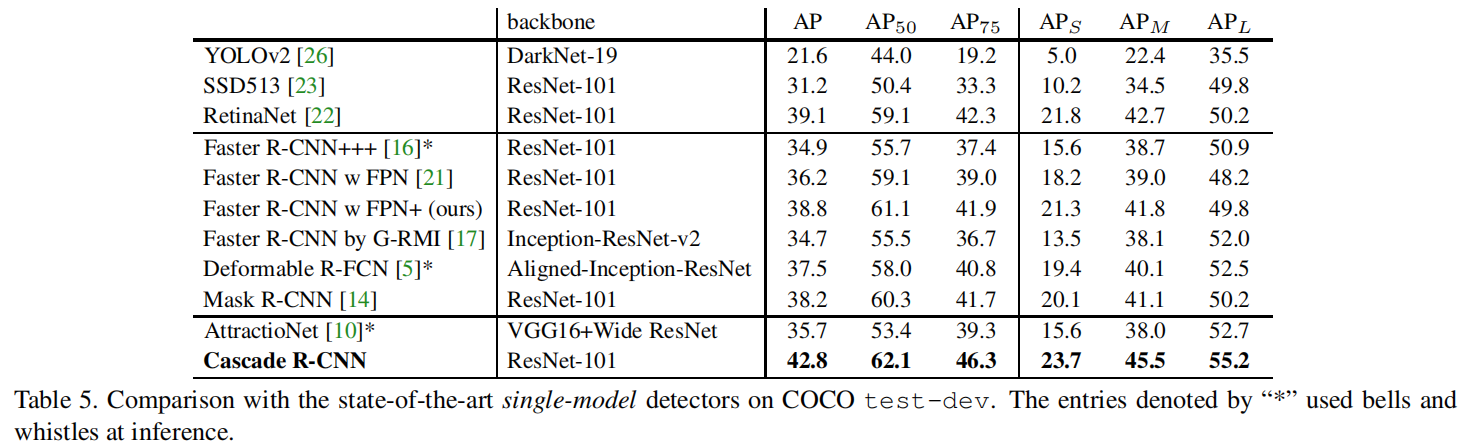 backbone AP AP50 AP75 APS APM APL
YOLOv2 [26] DarkNet-19 21.6 44.0 19.2 5.0 22.4 35.5
SSD513 [23] ResNet-101 31.2 50.4 33.3 10.2 34.5 49.8
RetinaNet [22] ResNet-101 39.1 59.1 42.3 21.8 42.7 50.2
Faster R-CNN+++ [16]* ResNet-101 34.9 55.7 37.4 15.6 38.7 50.9
Faster R-CNN w FPN [21] ResNet-101 36.2 59.1 39.0 18.2 39.0 48.2
Faster R-CNN w FPN+ (ours) ResNet-101 38.8 61.1 41.9 21.3 41.8 49.8
Faster R-CNN by G-RMI [17] Inception-ResNet-v2 34.7 55.5 36.7 13.5 38.1 52.0
Deformable R-FCN [5]* Aligned-Inception-ResNet 37.5 58.0 40.8 19.4 40.1 52.5
Mask R-CNN [14] ResNet-101 38.2 60.3 41.7 20.1 41.1 50.2
AttractioNet [10]* VGG16+Wide ResNet 35.7 53.4 39.3 15.6 38.0 52.7
Cascade R-CNN ResNet-101 42.8 62.1 46.3 23.7 45.5 55.2
Table 5. Comparison with the state-of-the-art single-model detectors on COCO test-dev. The entries denoted by “*” used bells and
whistles at inference.